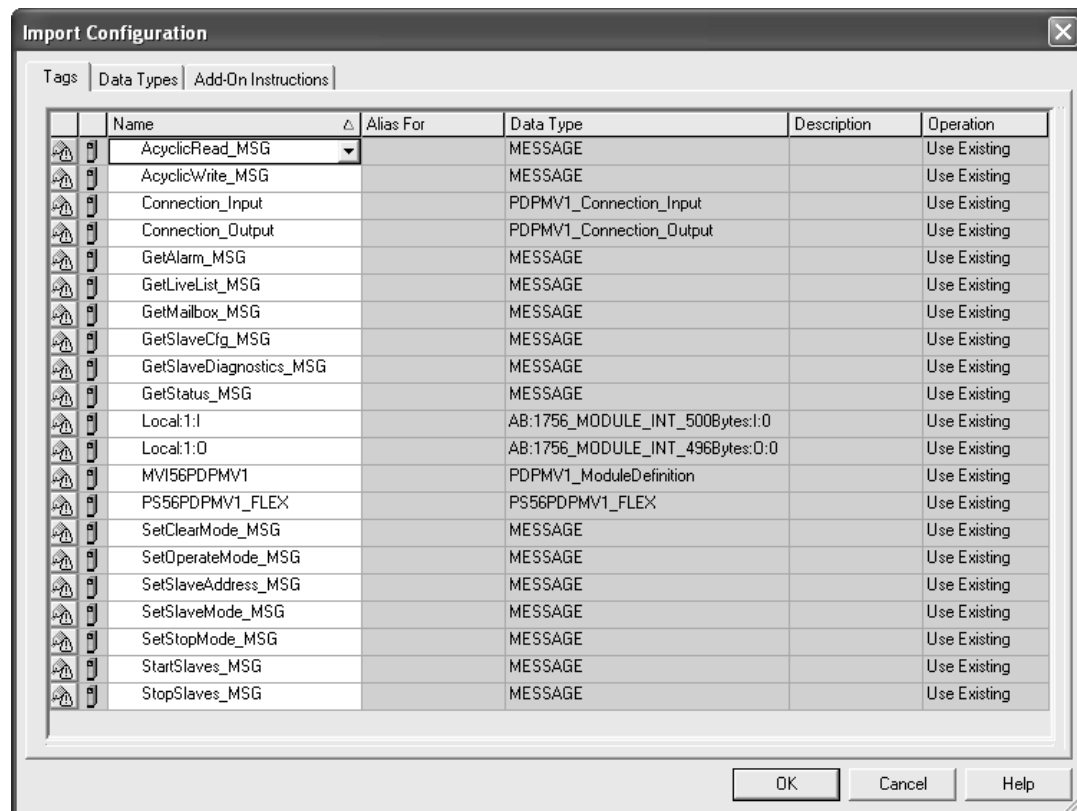 Import Configuration
Tags Data Types Add-On Instructions
Name Alias For Data Type Description Operation
AcyclicRead_MSG MESSAGE Use Existing
AcyclicWrite_MSG MESSAGE Use Existing
Connection_Input PDPMV1_Connection_Input Use Existing
Connection_Output PDPMV1_Connection_Output Use Existing
GetAlarm_MSG MESSAGE Use Existing
GetLiveList_MSG MESSAGE Use Existing
GetMailbox_MSG MESSAGE Use Existing
GetSlaveCfg_MSG MESSAGE Use Existing
GetSlaveDiagnostics_MSG MESSAGE Use Existing
GetStatus_MSG MESSAGE Use Existing
Local:1:I AB:1756_MODULE_INT_500Bytes:I:0 Use Existing
Local:1:O AB:1756_MODULE_INT_496Bytes:O:0 Use Existing
MVI56PDPMV1 PDPMV1_ModuleDefinition Use Existing
PS56PDPMV1_FLEX PS56PDPMV1_FLEX Use Existing
SetClearMode_MSG MESSAGE Use Existing
SetOperateMode_MSG MESSAGE Use Existing
SetSlaveAddress_MSG MESSAGE Use Existing
SetSlaveMode_MSG MESSAGE Use Existing
SetStopMode_MSG MESSAGE Use Existing
StartSlaves_MSG MESSAGE Use Existing
StopSlaves_MSG MESSAGE Use Existing
OK Cancel Help